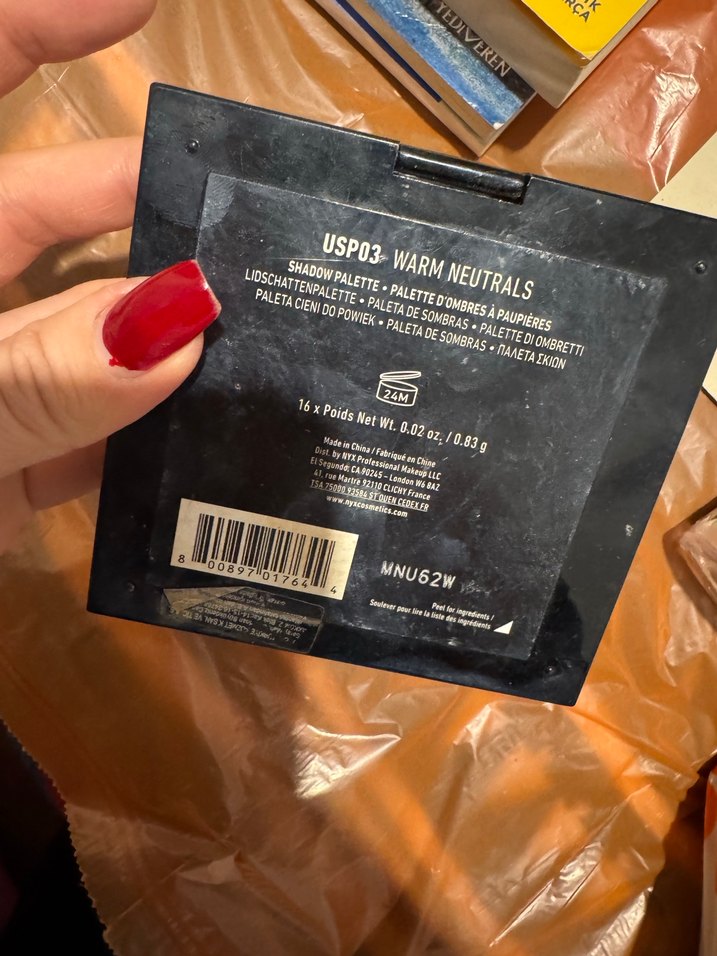 YEDİVEREN
USP03 WARM NEUTRALS
SHADOW PALETTE • PALETTE D'OMBRES À PAUPIÈRES
LIDSCHATTENPALETTE • PALETA DE SOMBRAS • PALETTE DI OMBRETTI
PALETA CIENI DO POWIEK • PALETA DE SOMBRAS • ΠΑΛΕΤΑ ΣΚΙΩΝ
24M
16 x Poids Net Wt. 0.02 oz. / 0.83 g
Made in China / Fabriqué en Chine
Dist. by NYX Professional Makeup LLC
El Segundo, CA 90245 – London W6 8AZ
41, rue Martre 92110 CLICHY France
TSA 75000 93584 ST OUEN CEDEX FR
www.nyxcosmetics.com
8 00897 01764 4
MNU62W
Peel for ingredients /
Soulever pour lire la liste des ingrédients